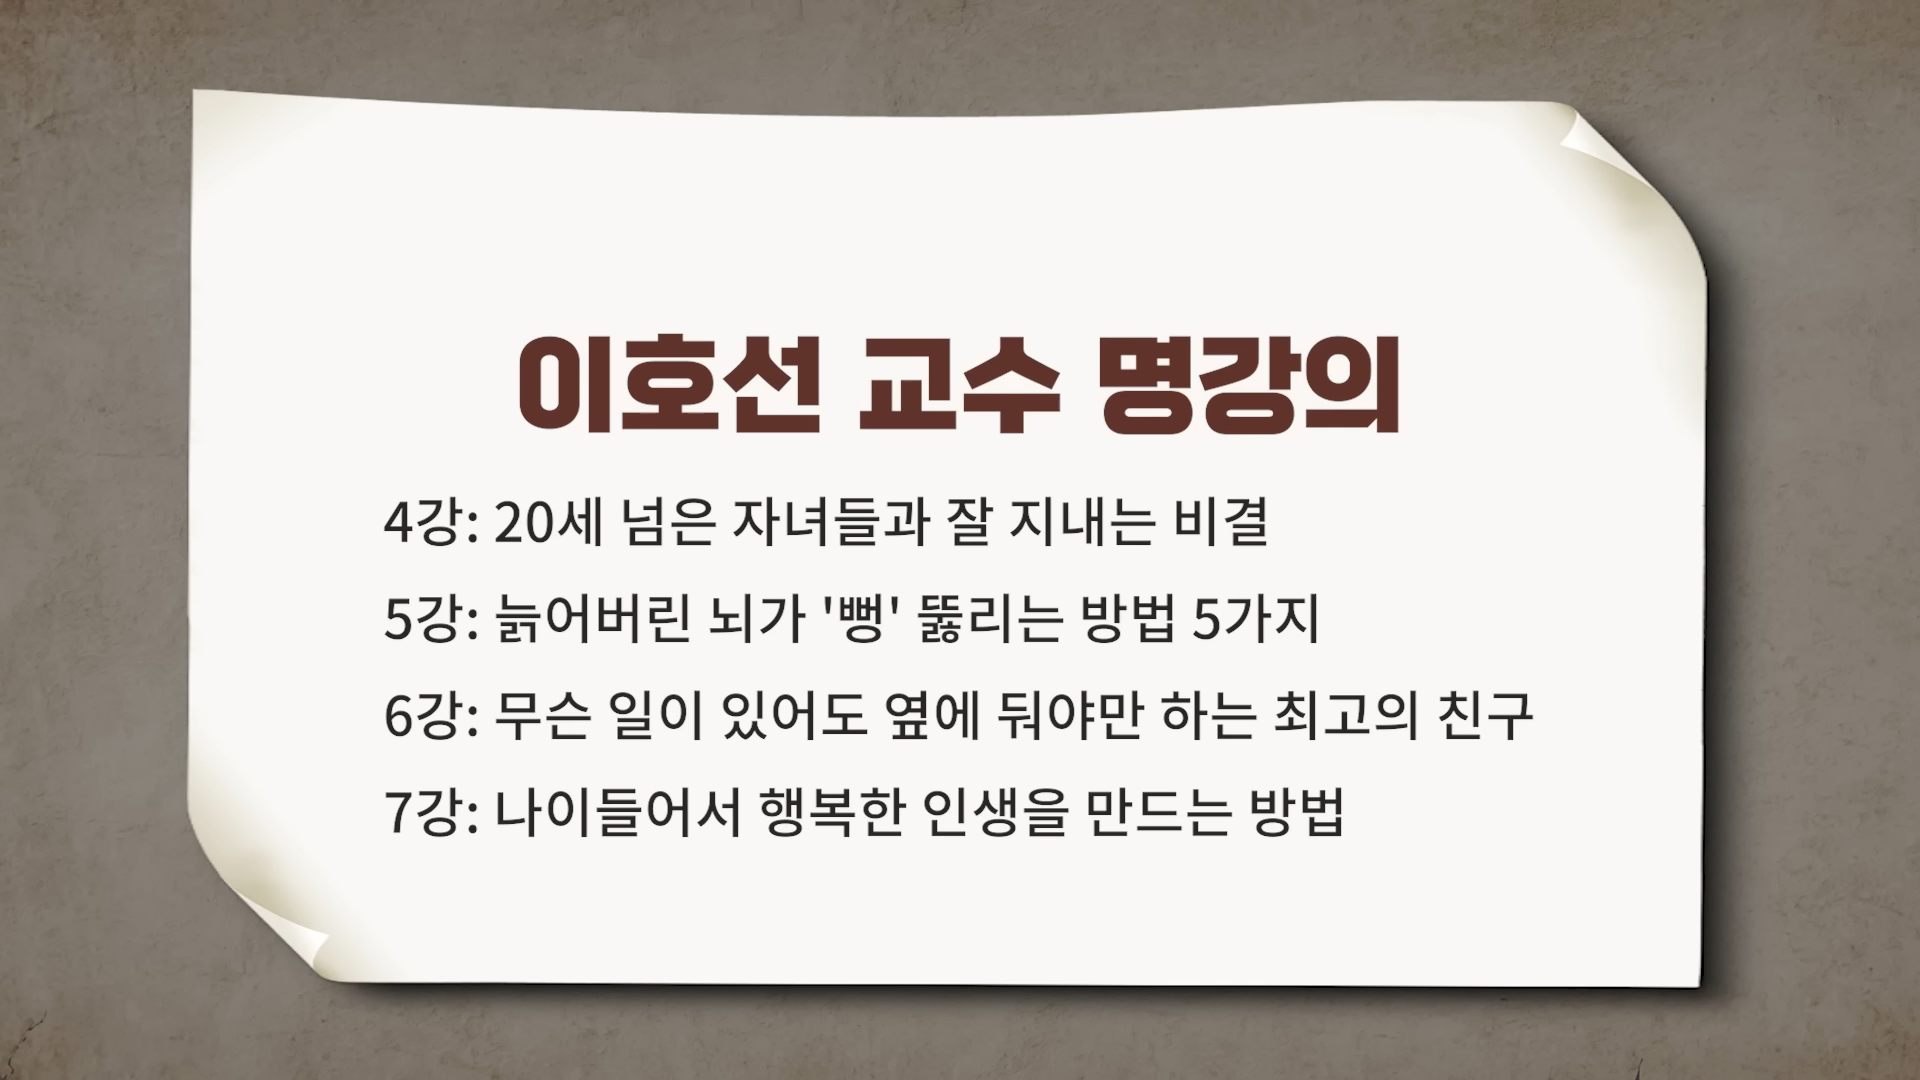 이호선 교수 명강의
4강: 20세 넘은 자녀들과 잘 지내는 비결
5강: 늙어버린 뇌가 '뻥' 뚫리는 방법 5가지
6강: 무슨 일이 있어도 옆에 둬야만 하는 최고의 친구
7강: 나이들어서 행복한 인생을 만드는 방법